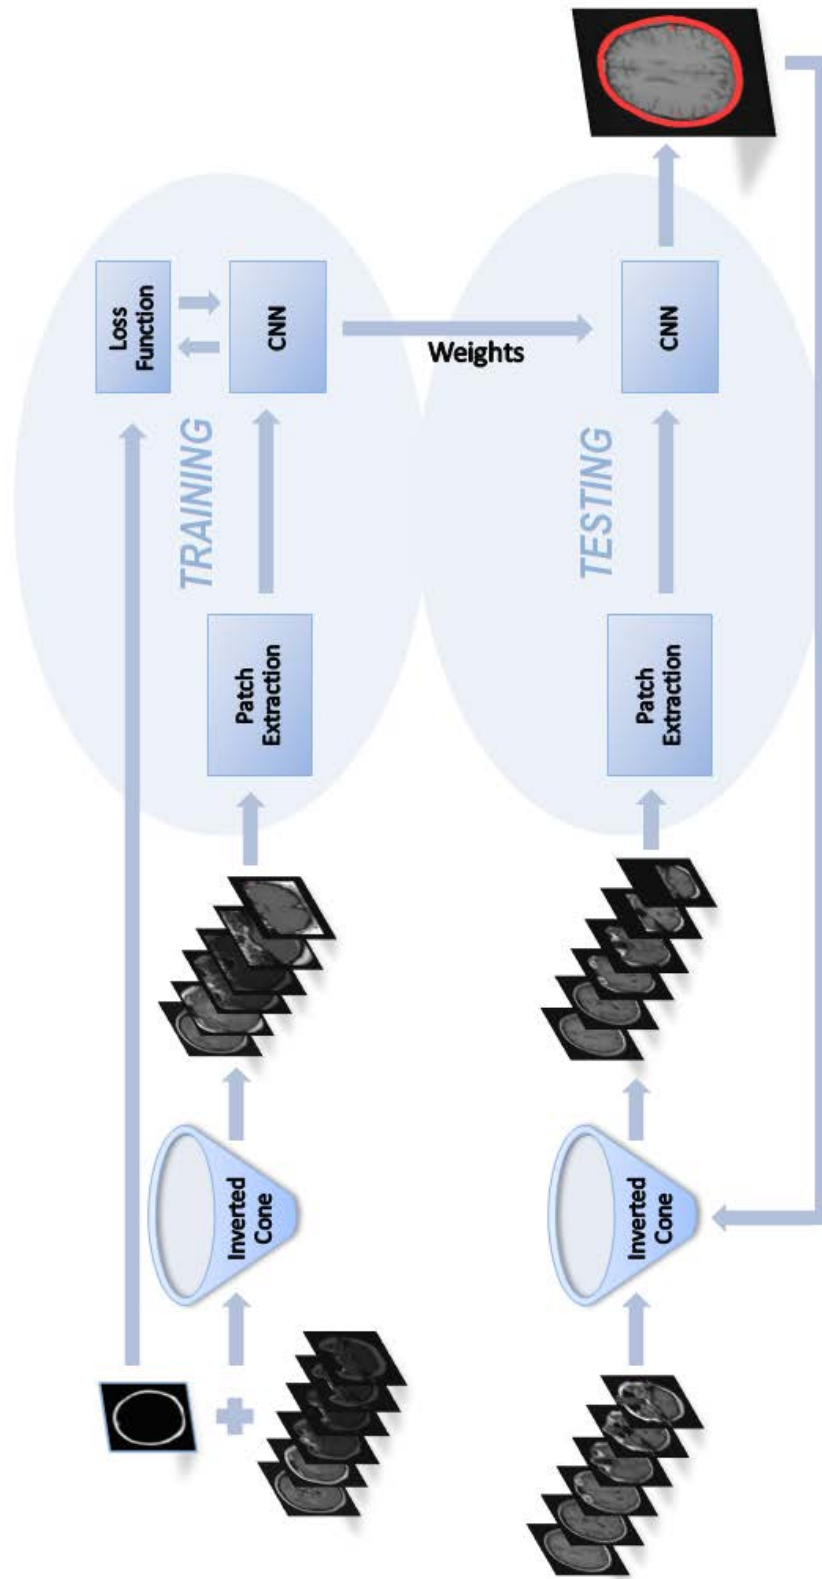 Loss
Function
CNN
TRAINING
Patch
Extraction
Inverted
Cone
Weights
CNN
TESTING
Patch
Extraction
Inverted
Cone